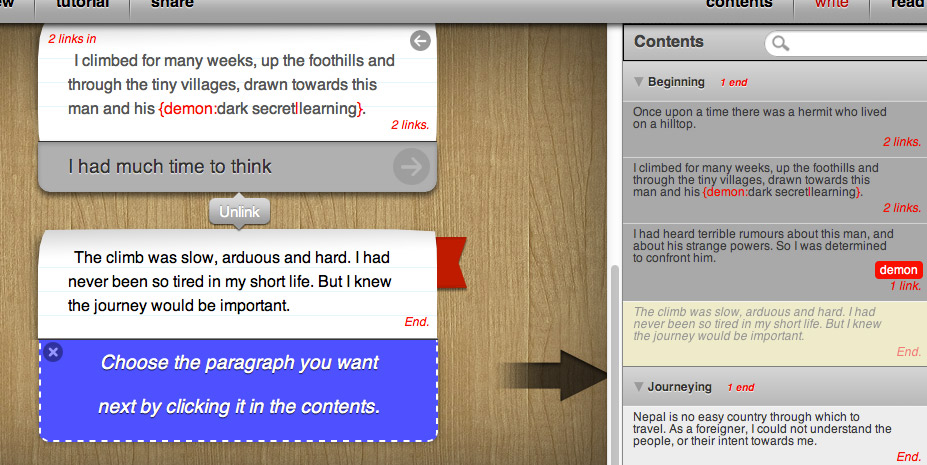 tutorial
share
contents
write
read
2 links in
I climbed for many weeks, up the foothills and
through the tiny villages, drawn towards this
man and his {demon:dark secret|learning}.
2 links.
I had much time to think
Unlink
The climb was slow, arduous and hard. I had
never been so tired in my short life. But I knew
the journey would be important.
End.
Choose the paragraph you want
next by clicking it in the contents.
Contents
Beginning 1 end
Once upon a time there was a hermit who lived
on a hilltop.
2 links.
I climbed for many weeks, up the foothills and
through the tiny villages, drawn towards this
man and his {demon:dark secret|learning}.
2 links.
I had heard terrible rumours about this man, and
about his strange powers. So I was determined
to confront him.
demon
1 link.
The climb was slow, arduous and hard. I had
never been so tired in my short life. But I knew
the journey would be important.
End.
Journeying 1 end
Nepal is no easy country through which to
travel. As a foreigner, I could not understand the
people, or their intent towards me.
End.